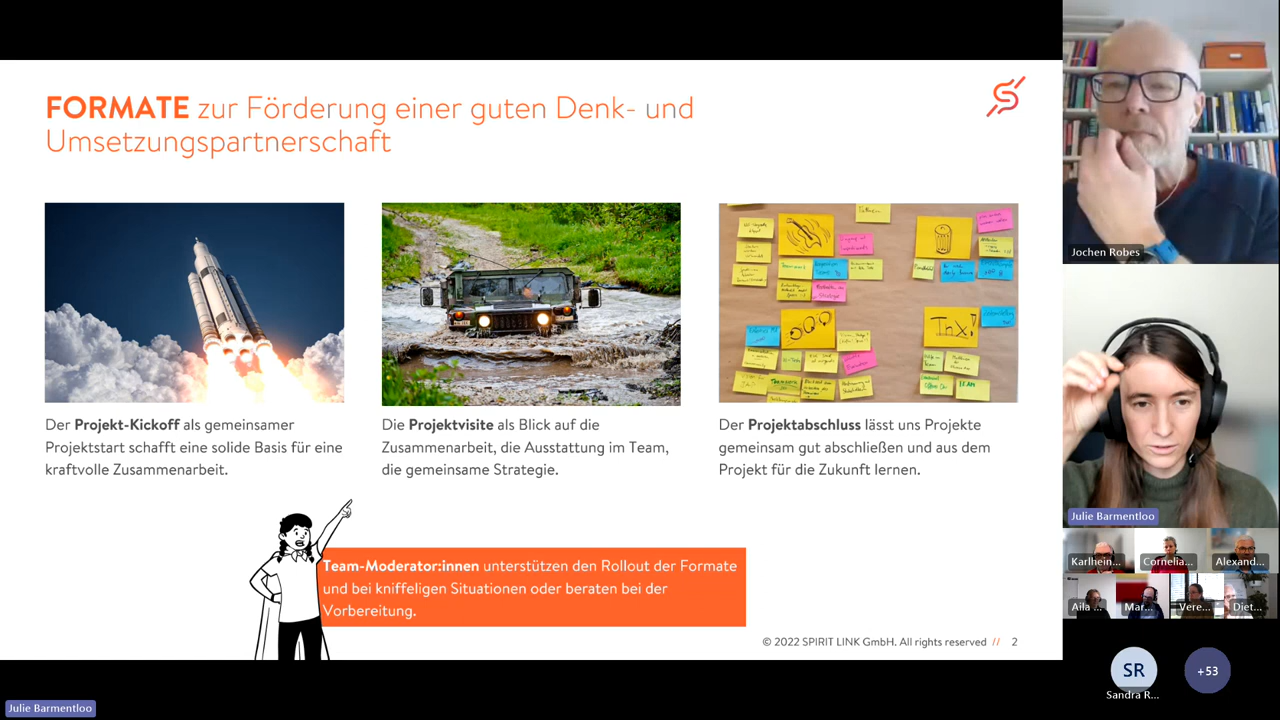 FORMATE zur Förderung einer guten Denk- und
Umsetzungspartnerschaft
InX!
Der Projekt-Kickoff als gemeinsamer
Projektstart schafft eine solide Basis für eine
kraftvolle Zusammenarbeit.
Die Projektvisite als Blick auf die
Zusammenarbeit, die Ausstattung im Team,
die gemeinsame Strategie.
Der Projektabschluss lässt uns Projekte
gemeinsam gut abschließen und aus dem
Projekt für die Zukunft lernen.
Team-Moderator:innen unterstützen den Rollout der Formate
und bei kniffeligen Situationen oder beraten bei der
Vorbereitung.
© 2022 SPIRIT LINK GmbH. All rights reserved // 2
Julie Barmentloo
Jochen Robes
Julie Barmentloo
Karlhein...
Cornelia...
Alexand...
Aila ...
Mar...
Vere...
Diet...
SR
Sandra R...
+53